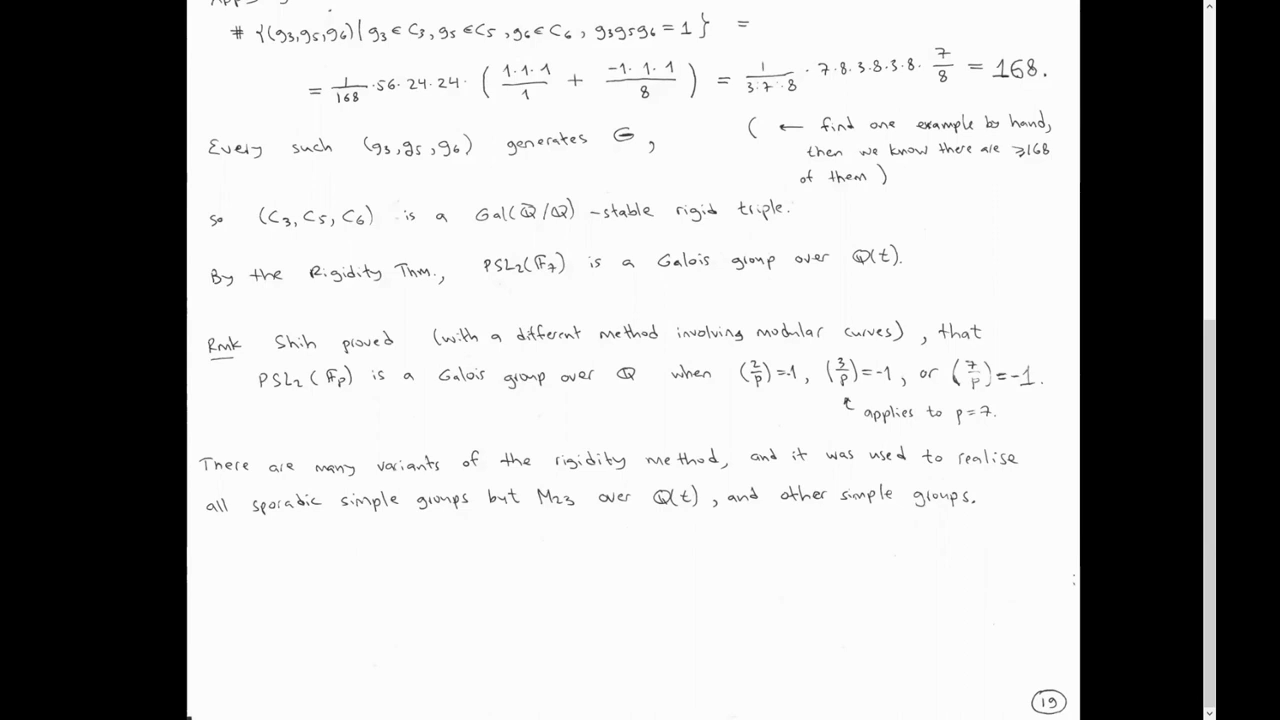 # {(g3,g5,g6) | g3 ∈ C3, g5 ∈ C5, g6 ∈ C6, g3g5g6 = 1} =
= 1/168 · 56 · 24 · 24 · ( 1·1·1/1 + -1·1·1/8 ) = 1/3·7·8 · 7·8·3·8·3·8 · 7/8 = 168.
Every such (g3,g5,g6) generates G,
( ← find one example by hand,
then we know there are ⩾168
of them )
so (C3, C5, C6) is a Gal(Q̄/Q) -stable rigid triple.
By the Rigidity Thm., PSL2(F7) is a Galois group over Q(t).
Rmk Shih proved (with a different method involving modular curves), that
PSL2(Fp) is a Galois group over Q when (2/p)=-1, (3/p)=-1, or (7/p)=-1.
↑ applies to p=7.
There are many variants of the rigidity method, and it was used to realise
all sporadic simple groups but M23 over Q(t), and other simple groups.
19